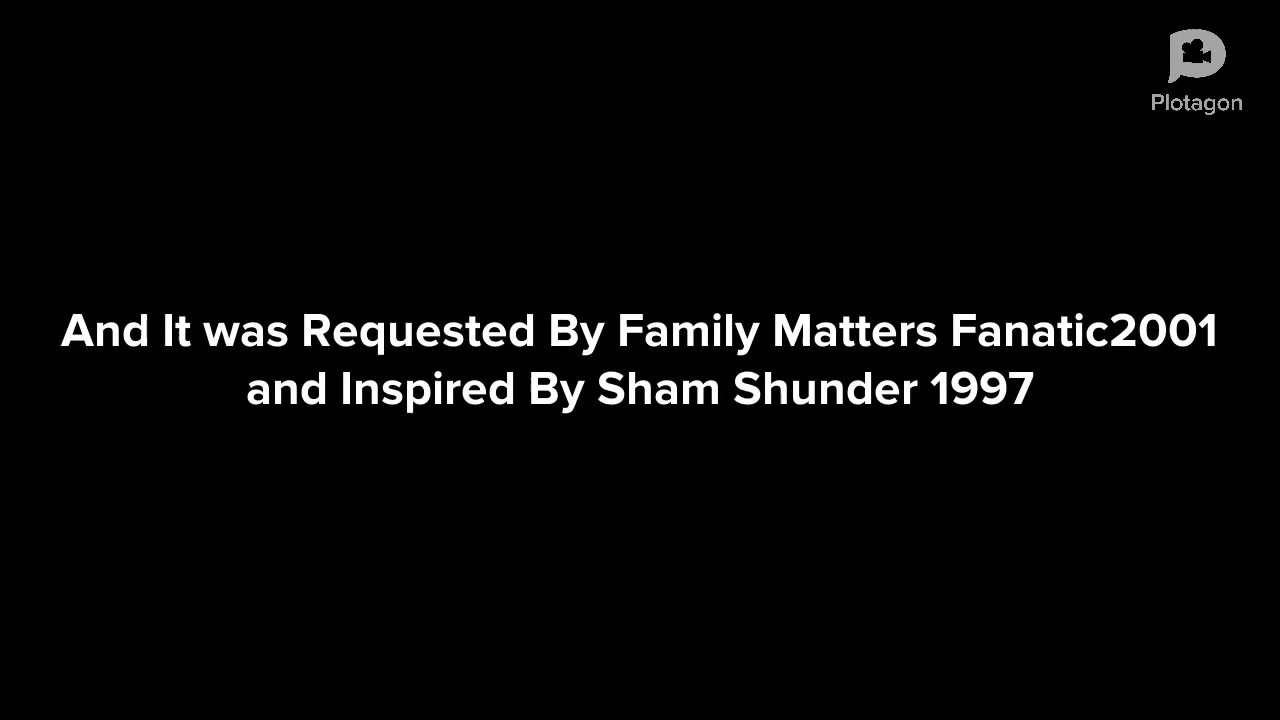 Plotagon
And It was Requested By Family Matters Fanatic2001
and Inspired By Sham Shunder 1997